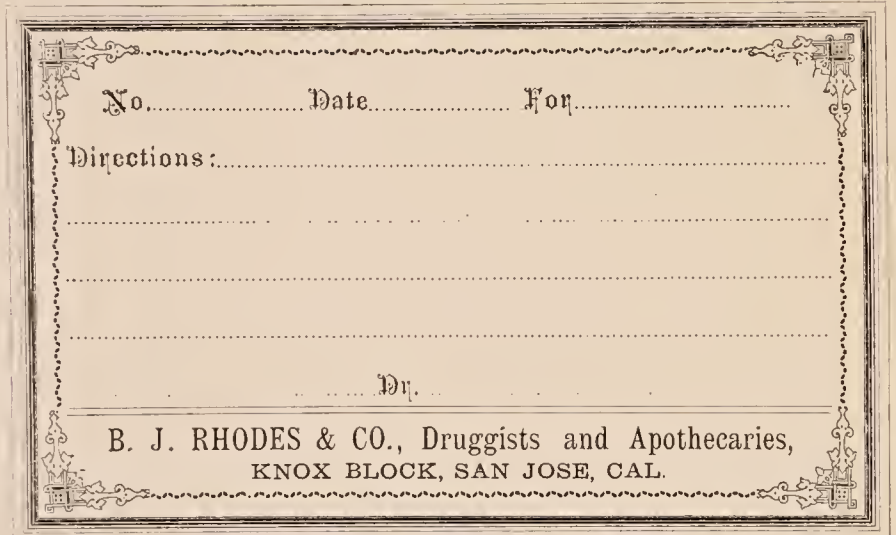 No. Date For
Directions:
Dr.
B. J. RHODES & CO., Druggists and Apothecaries,
KNOX BLOCK, SAN JOSE, CAL.